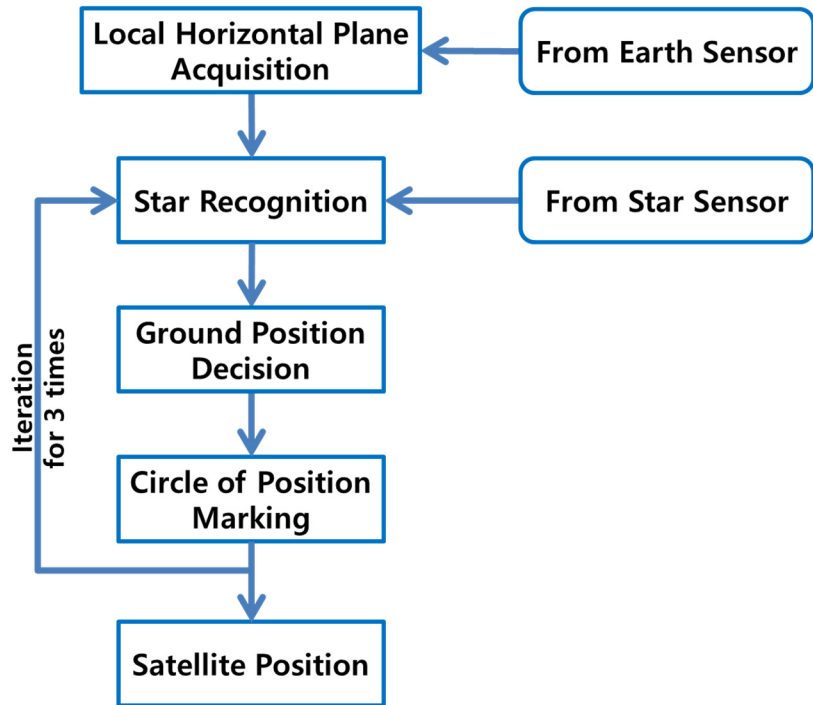 Local Horizontal Plane
Acquisition
From Earth Sensor
Star Recognition
From Star Sensor
Ground Position
Decision
Iteration
for 3 times
Circle of Position
Marking
Satellite Position